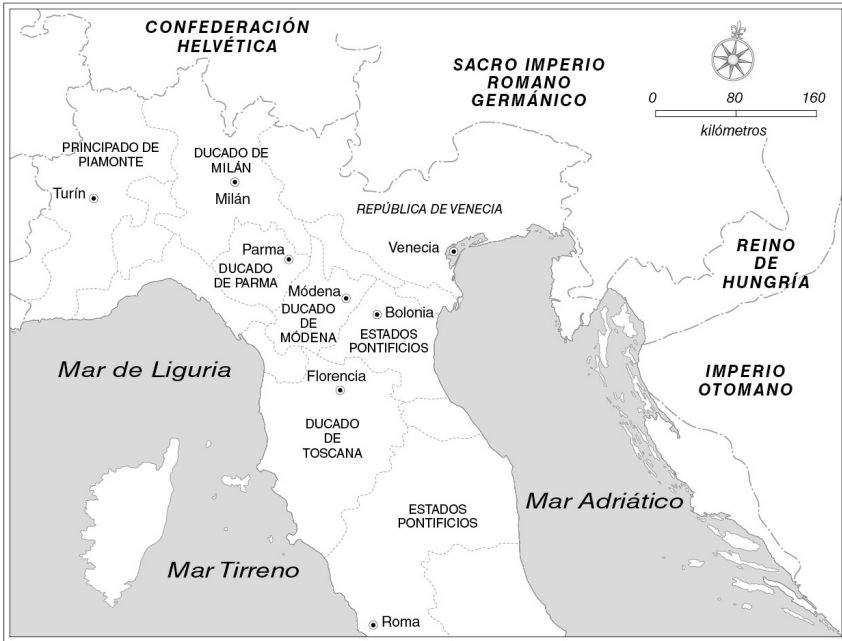 CONFEDERACIÓN
HELVÉTICA
SACRO IMPERIO
ROMANO
GERMÁNICO
0 80 160
kilómetros
PRINCIPADO DE
PIAMONTE
Turín
DUCADO DE
MILÁN
Milán
REPÚBLICA DE VENECIA
Venecia
Parma
DUCADO
DE PARMA
REINO
DE
HUNGRÍA
Módena
DUCADO
DE
MÓDENA
Bolonia
ESTADOS
PONTIFICIOS
Mar de Liguria
Florencia
IMPERIO
OTOMANO
DUCADO
DE
TOSCANA
ESTADOS
PONTIFICIOS
Mar Adriático
Mar Tirreno
Roma